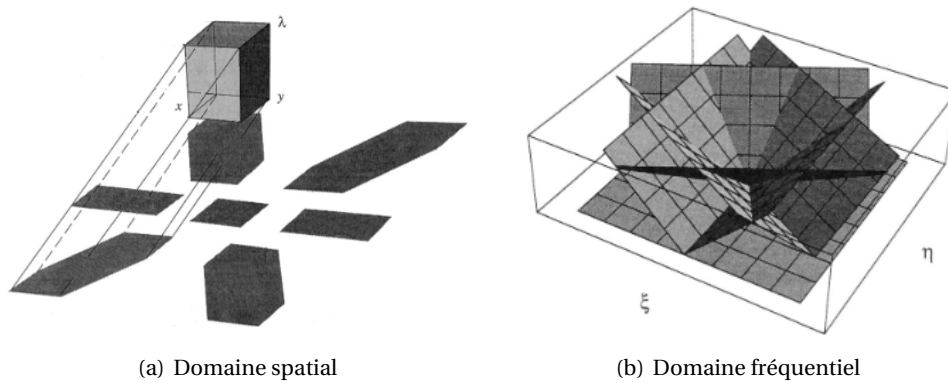 λ
x
y
η
ξ
(a) Domaine spatial
(b) Domaine fréquentiel